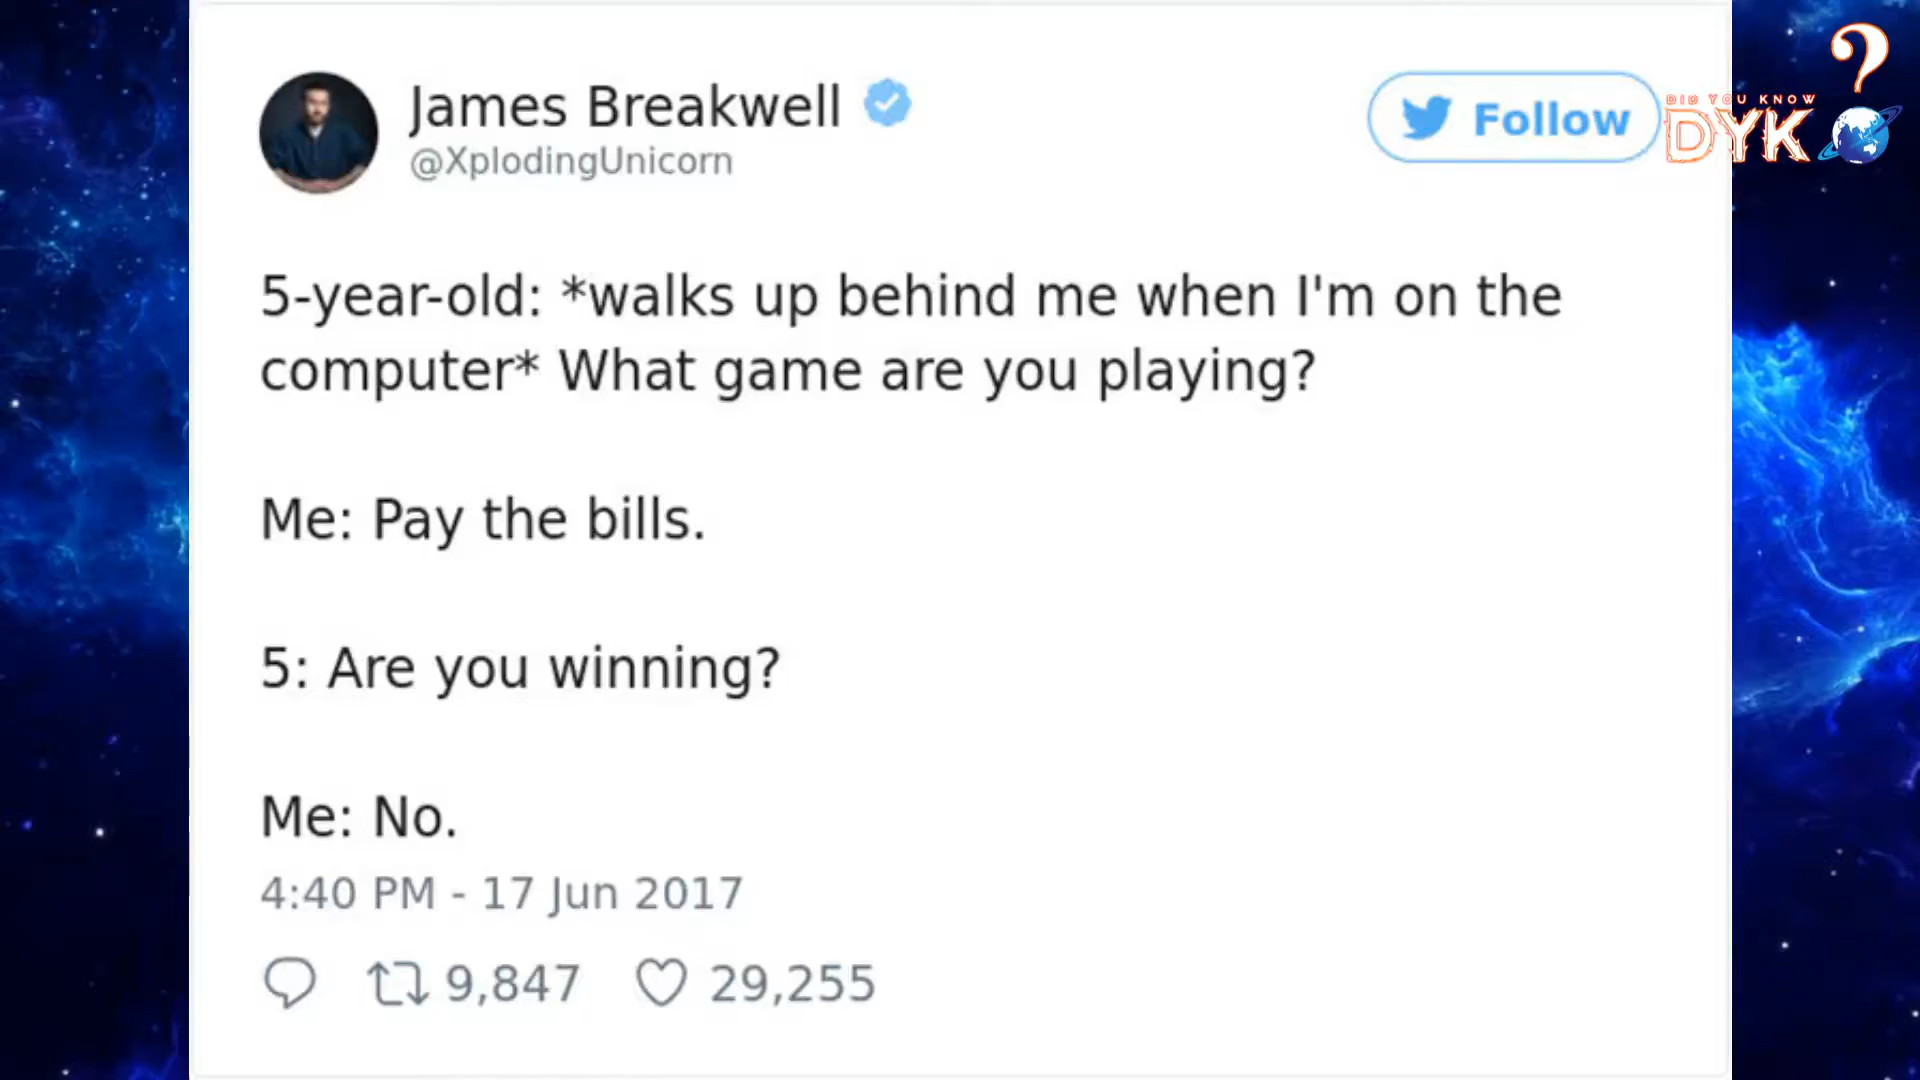 James Breakwell
@XplodingUnicorn
Follow
?
DID YOU KNOW
DYK
5-year-old: *walks up behind me when I'm on the
computer* What game are you playing?
Me: Pay the bills.
5: Are you winning?
Me: No.
4:40 PM - 17 Jun 2017
9,847 29,255